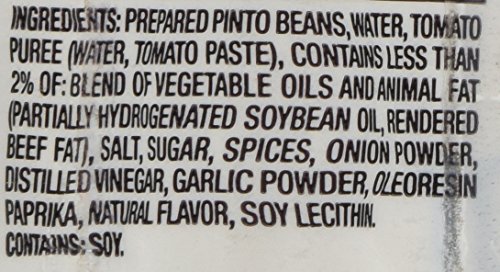 INGREDIENTS: PREPARED PINTO BEANS, WATER, TOMATO
PUREE (WATER, TOMATO PASTE), CONTAINS LESS THAN
2% OF: BLEND OF VEGETABLE OILS AND ANIMAL FAT
(PARTIALLY HYDROGENATED SOYBEAN OIL, RENDERED
BEEF FAT), SALT, SUGAR, SPICES, ONION POWDER,
DISTILLED VINEGAR, GARLIC POWDER, OLEORESIN
PAPRIKA, NATURAL FLAVOR, SOY LECITHIN.
CONTAINS: SOY.